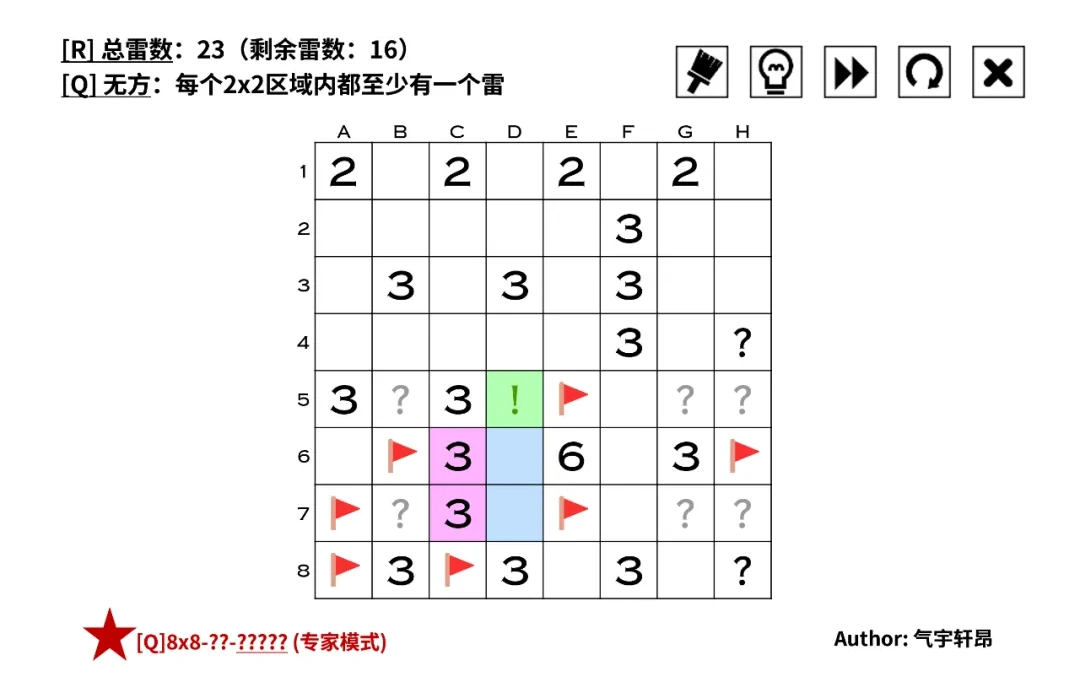 [R] 总雷数：23（剩余雷数：16）
[Q] 无方：每个2x2区域内都至少有一个雷
A B C D E F G H
1 2 2 2 2
2 3
3 3 3 3
4 3 ?
5 3 ? 3 ! ? ?
6 3 6 3
7 ? 3 ? ?
8 3 3 3 ?
[Q]8x8-??-????? (专家模式)
Author: 气宇轩昂